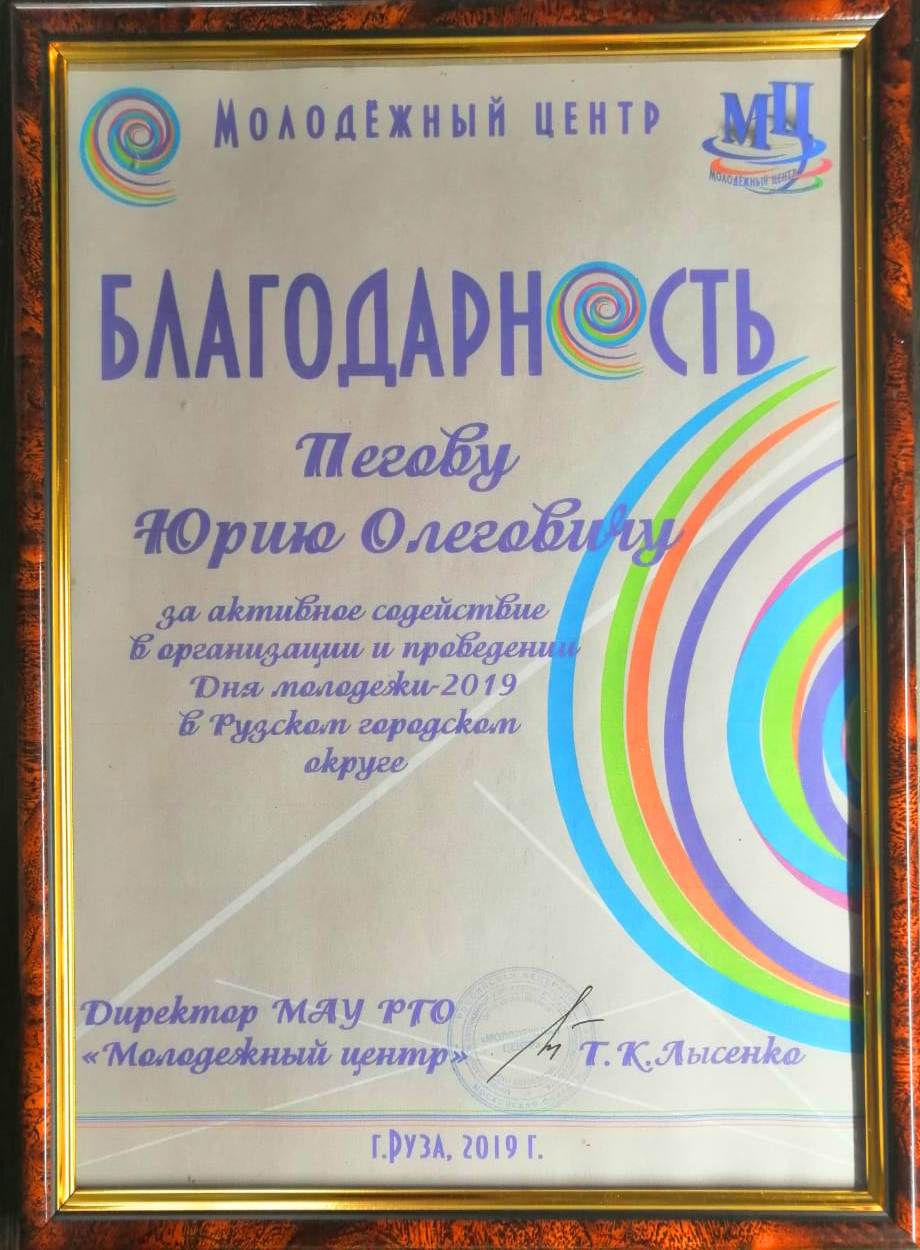 Молодёжный центр
МЦ
Молодежный центр
БЛАГОДАРНОСТЬ
Пегову
Юрию Олеговичу
за активное содействие
в организации и проведении
Дня молодежи-2019
в Рузском городском
округе
Директор МАУ РГО
«Молодежный центр» Т.К.Лысенко
г.Руза, 2019 г.